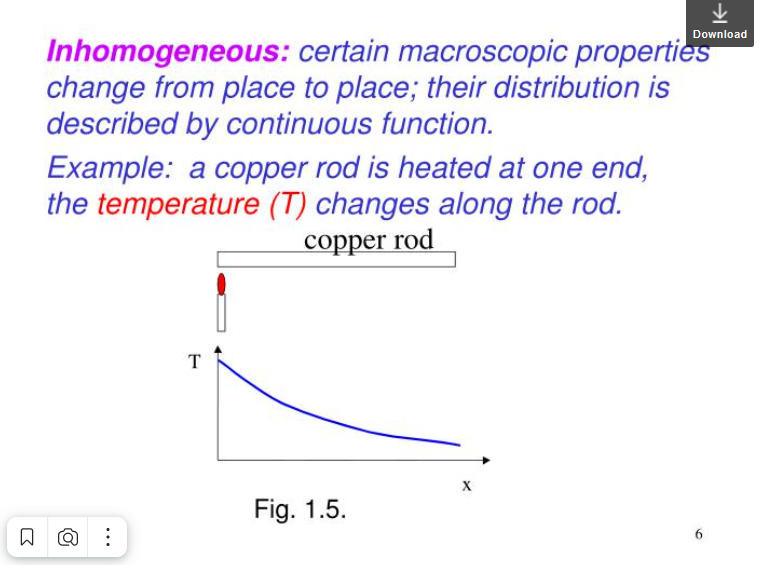 Download
Inhomogeneous: certain macroscopic properties
change from place to place; their distribution is
described by continuous function.
Example: a copper rod is heated at one end,
the temperature (T) changes along the rod.
copper rod
T
x
Fig. 1.5.
6